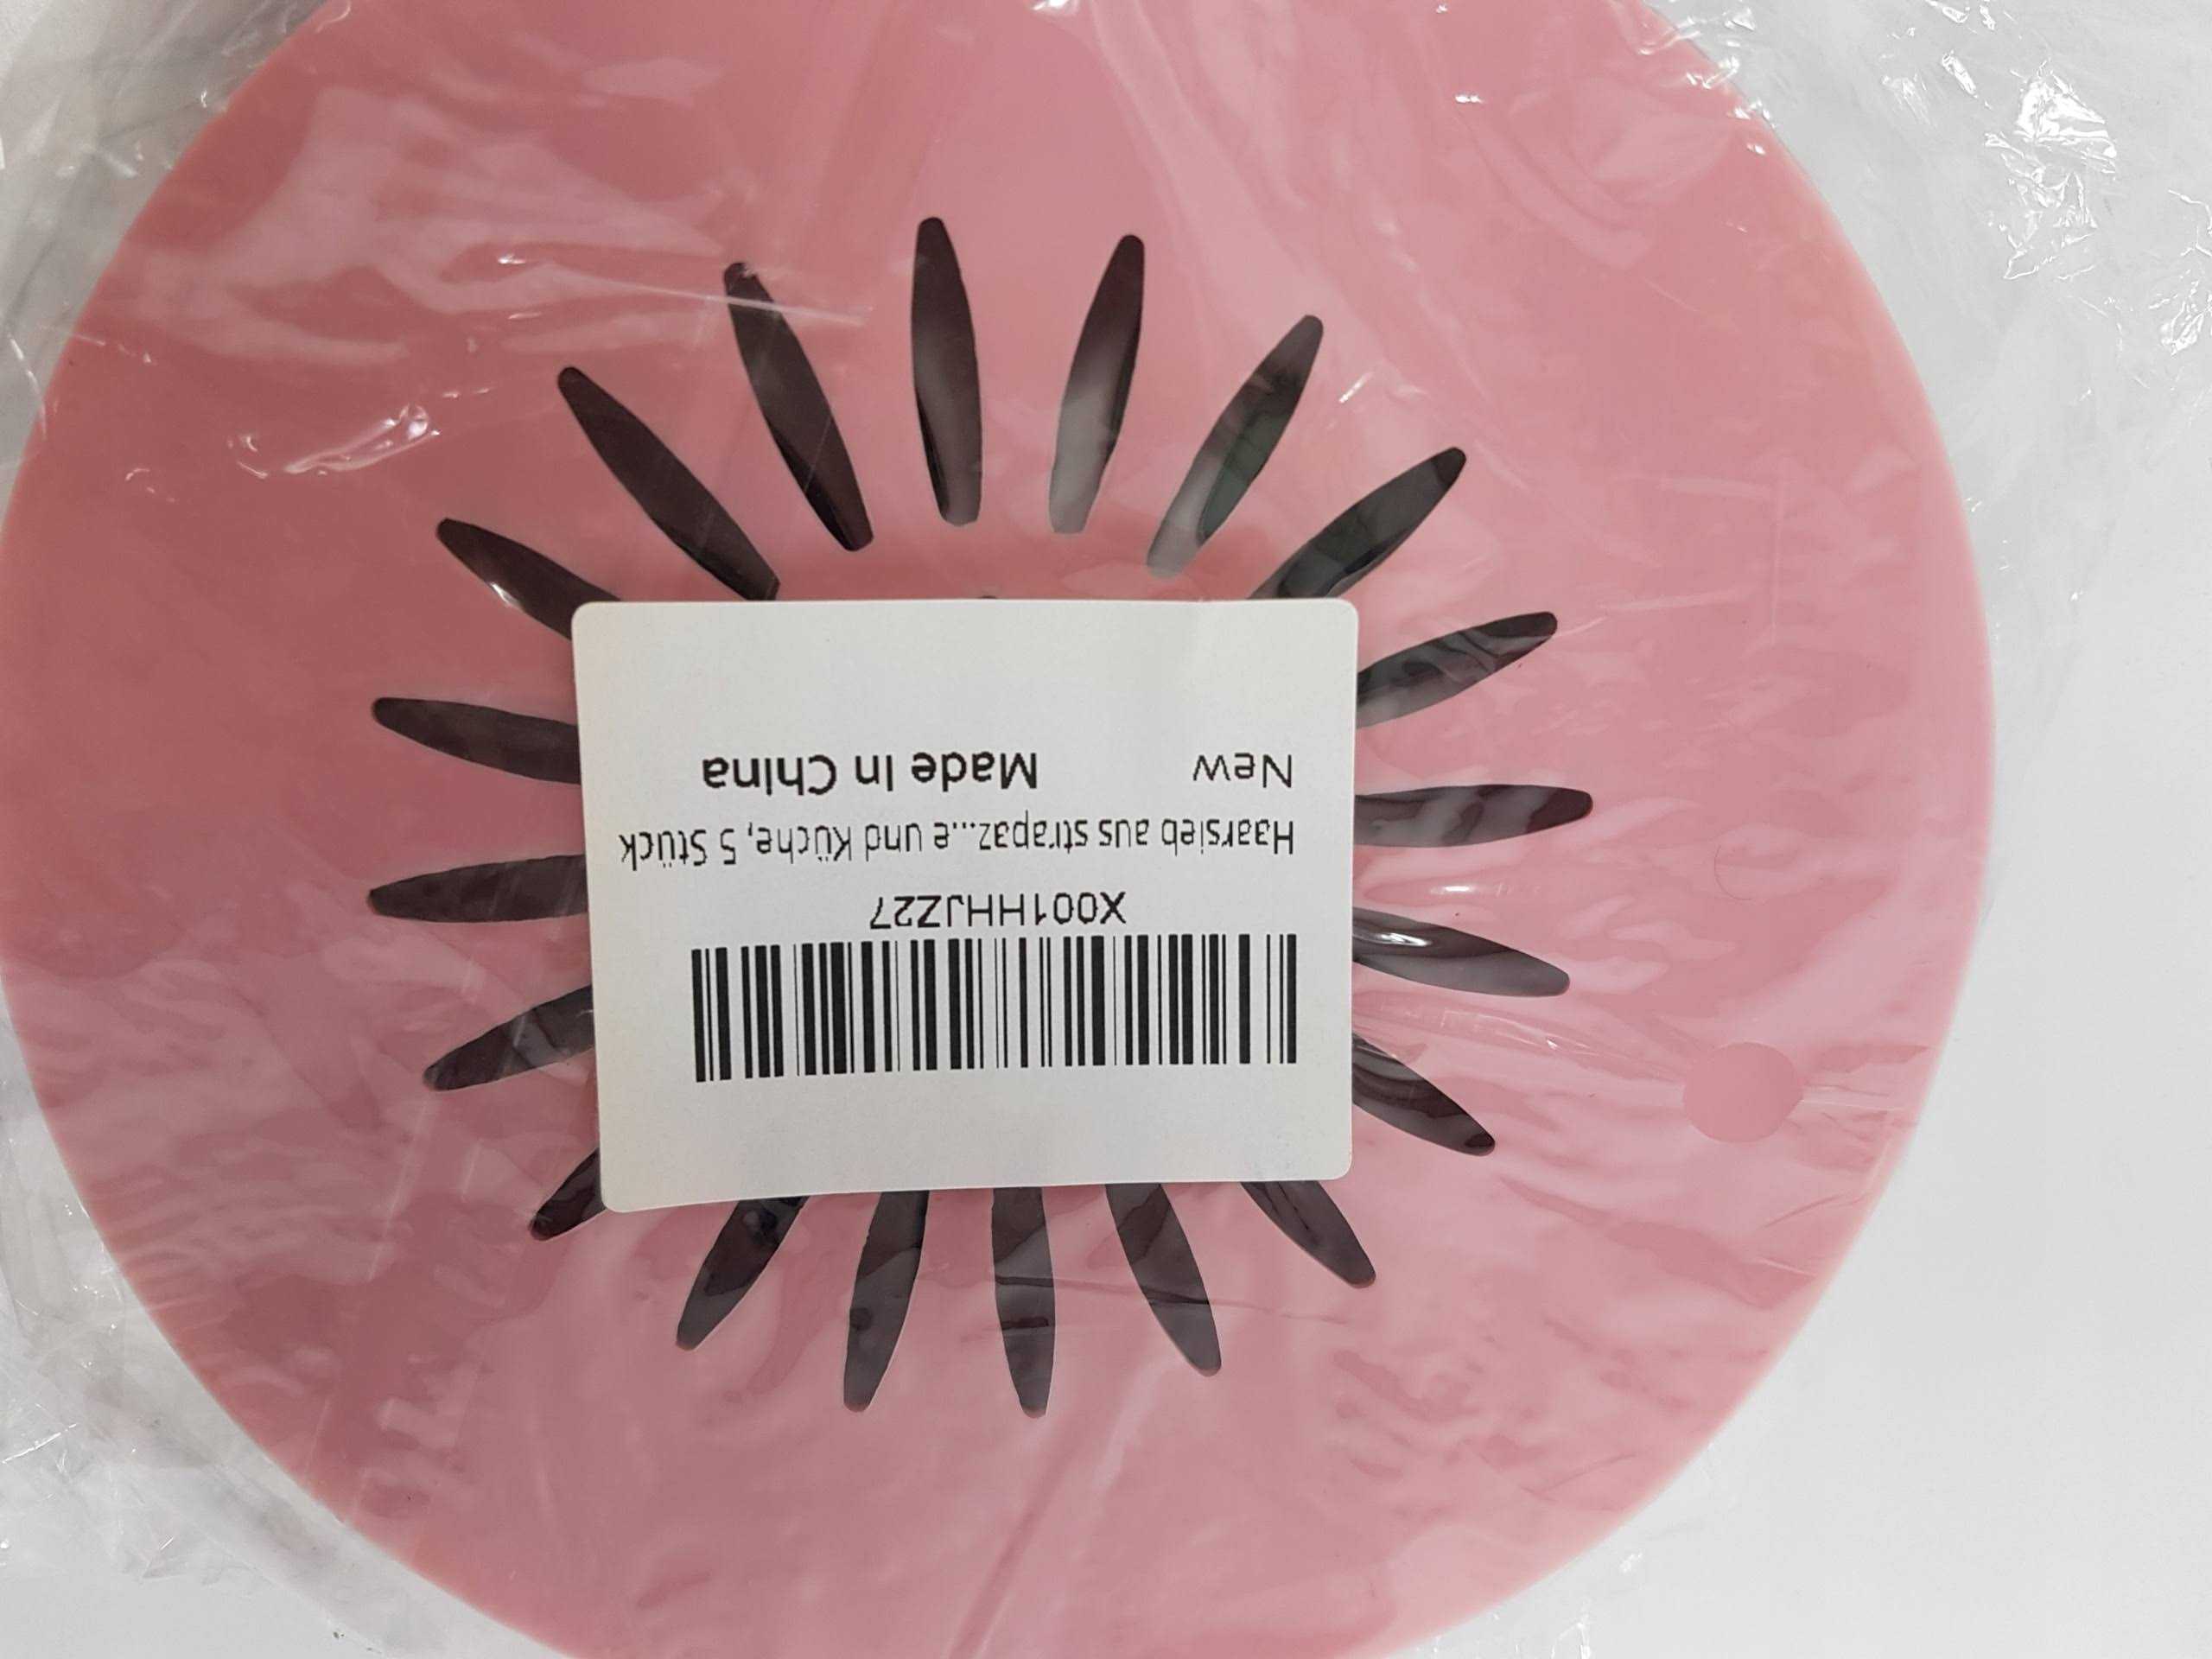 X001HHJZ27
Haarsieb aus strapaz...e und Küche, 5 Stück
New Made In China